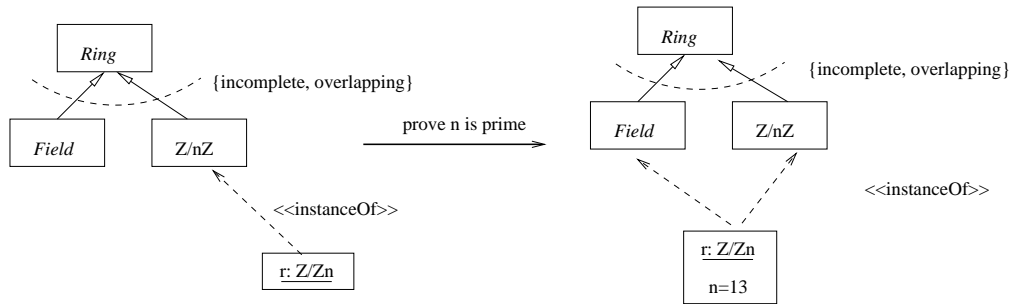 Ring
{incomplete, overlapping}
Field
Z/nZ
<<instanceOf>>
r: Z/Zn
prove n is prime
Ring
{incomplete, overlapping}
Field
Z/nZ
<<instanceOf>>
r: Z/Zn
n=13